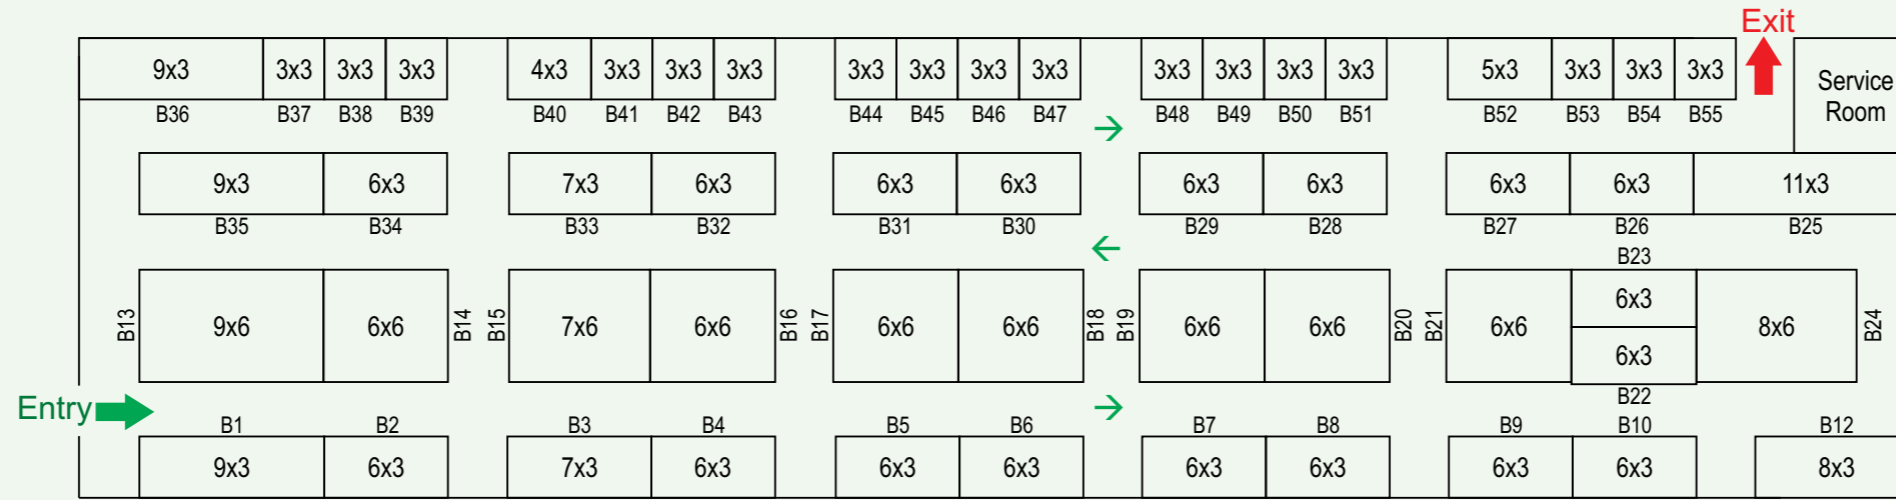 Exit
9x3 3x3 3x3 3x3 4x3 3x3 3x3 3x3 3x3 3x3 3x3 3x3 3x3 3x3 3x3 3x3 5x3 3x3 3x3 3x3 Service
Room
B36 B37 B38 B39 B40 B41 B42 B43 B44 B45 B46 B47 B48 B49 B50 B51 B52 B53 B54 B55
→
9x3 6x3 7x3 6x3 6x3 6x3 6x3 6x3 6x3 6x3 11x3
B35 B34 B33 B32 B31 B30 B29 B28 B27 B26 B25
←
B23
6x3
B13 9x6 6x6 B14 B15 7x6 6x6 B16 B17 6x6 6x6 B18 B19 6x6 6x6 B20 B21 6x6 8x6 B24
6x3
B22
Entry →
B1 B2 B3 B4 B5 B6 B7 B8 B9 B10 B12
9x3 6x3 7x3 6x3 6x3 6x3 6x3 6x3 6x3 6x3 8x3